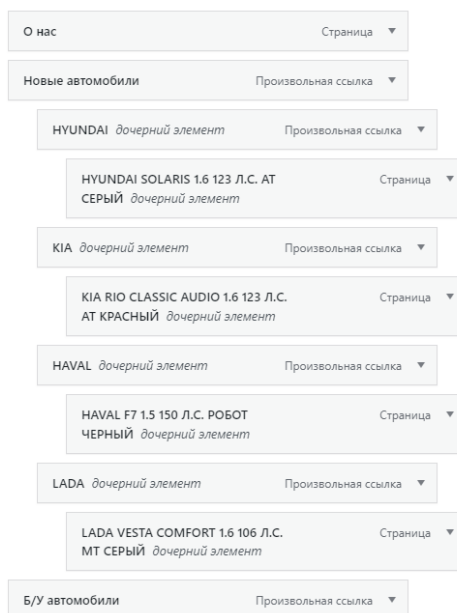 О нас Страница
Новые автомобили Произвольная ссылка
HYUNDAI дочерний элемент Произвольная ссылка
HYUNDAI SOLARIS 1.6 123 Л.С. АТ Страница
СЕРЫЙ дочерний элемент
KIA дочерний элемент Произвольная ссылка
KIA RIO CLASSIC AUDIO 1.6 123 Л.С. Страница
АТ КРАСНЫЙ дочерний элемент
HAVAL дочерний элемент Произвольная ссылка
HAVAL F7 1.5 150 Л.С. РОБОТ Страница
ЧЕРНЫЙ дочерний элемент
LADA дочерний элемент Произвольная ссылка
LADA VESTA COMFORT 1.6 106 Л.С. Страница
МТ СЕРЫЙ дочерний элемент
Б/У автомобили Произвольная ссылка